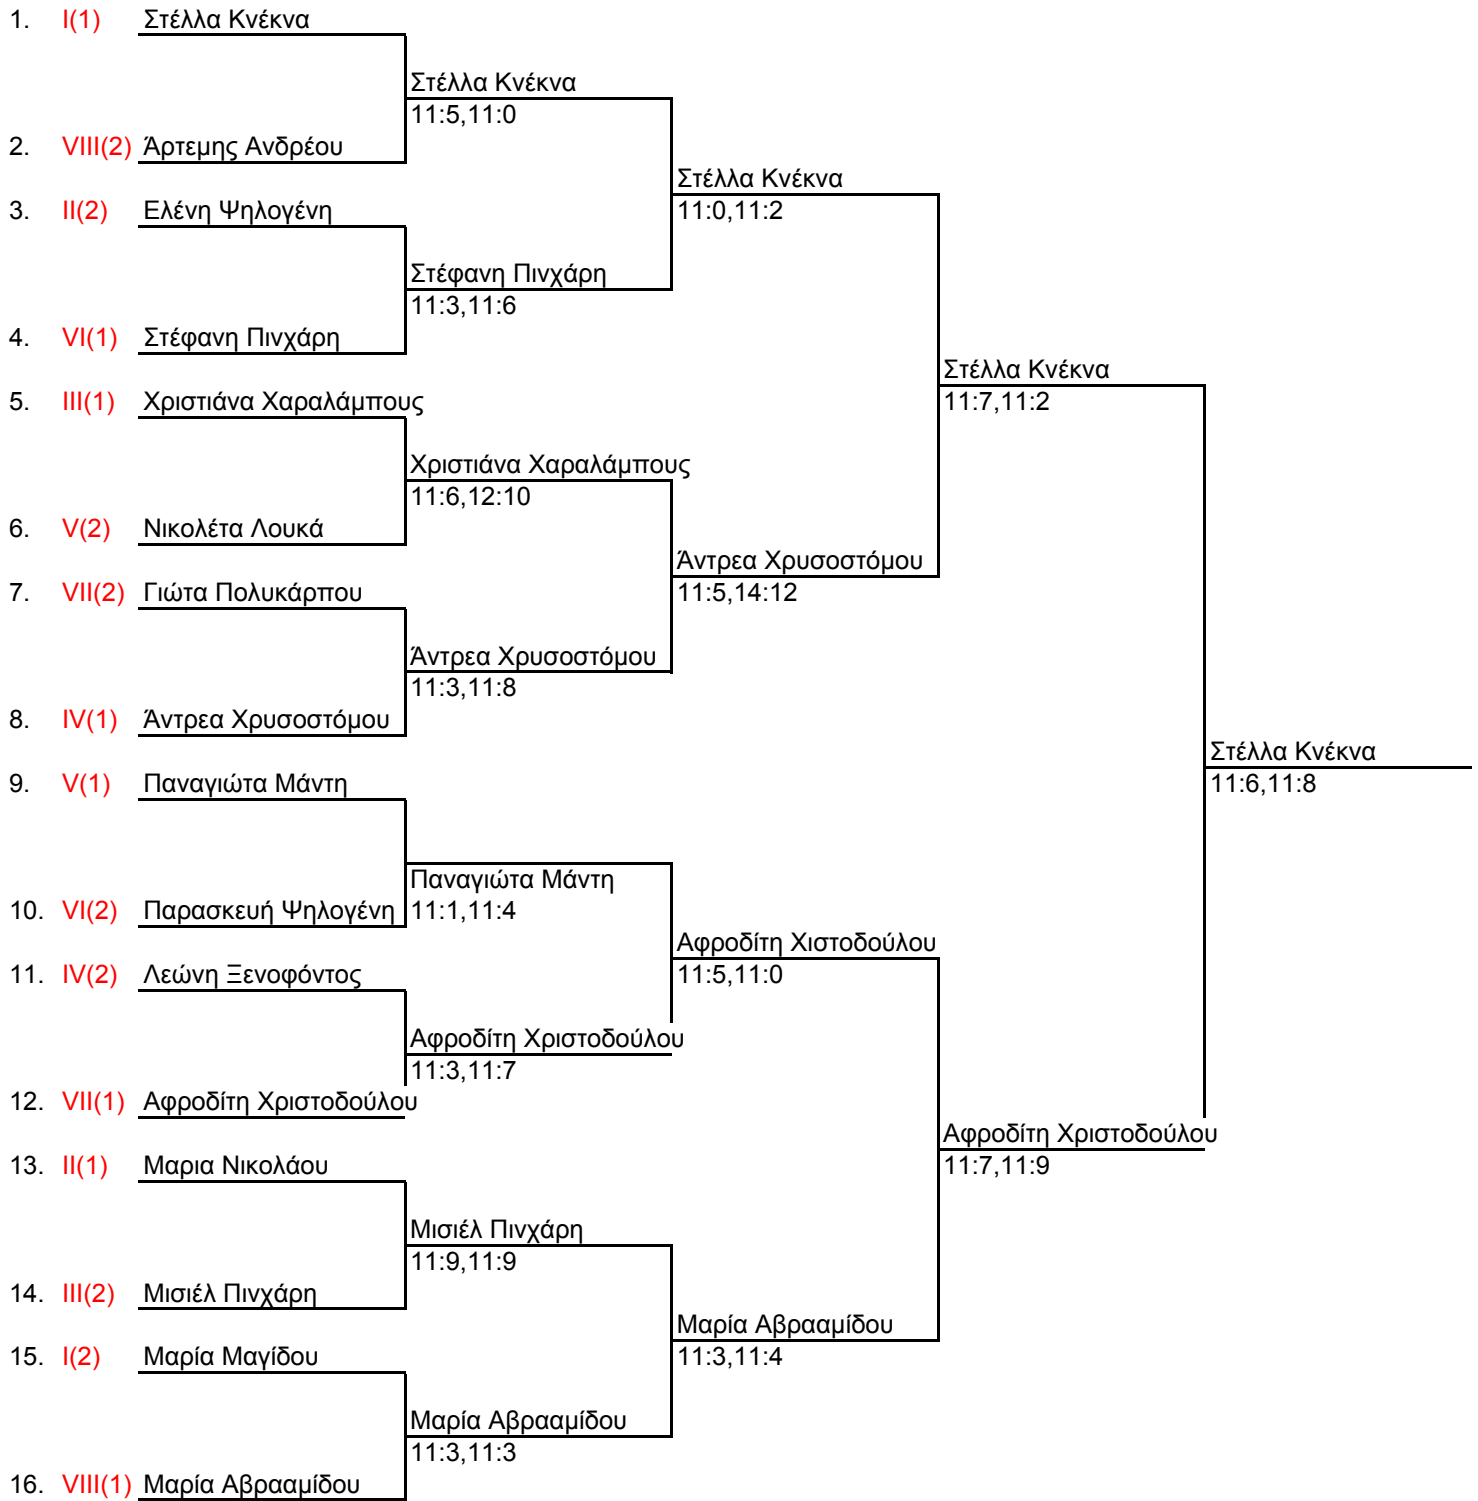 1. I(1) Στέλλα Κνέκνα
Στέλλα Κνέκνα
11:5,11:0
2. VIII(2) Άρτεμης Ανδρέου
Στέλλα Κνέκνα
3. II(2) Ελένη Ψηλογένη 11:0,11:2
Στέφανη Πινχάρη
11:3,11:6
4. VI(1) Στέφανη Πινχάρη
Στέλλα Κνέκνα
5. III(1) Χριστιάνα Χαραλάμπους 11:7,11:2
Χριστιάνα Χαραλάμπους
11:6,12:10
6. V(2) Νικολέτα Λουκά
Άντρεα Χρυσοστόμου
7. VII(2) Γιώτα Πολυκάρπου 11:5,14:12
Άντρεα Χρυσοστόμου
11:3,11:8
8. IV(1) Άντρεα Χρυσοστόμου
Στέλλα Κνέκνα
9. V(1) Παναγιώτα Μάντη 11:6,11:8
Παναγιώτα Μάντη
10. VI(2) Παρασκευή Ψηλογένη 11:1,11:4
Αφροδίτη Χιστοδούλου
11. IV(2) Λεώνη Ξενοφόντος 11:5,11:0
Αφροδίτη Χριστοδούλου
11:3,11:7
12. VII(1) Αφροδίτη Χριστοδούλου
Αφροδίτη Χριστοδούλου
13. II(1) Μαρια Νικολάου 11:7,11:9
Μισιέλ Πινχάρη
11:9,11:9
14. III(2) Μισιέλ Πινχάρη
Μαρία Αβρααμίδου
15. I(2) Μαρία Μαγίδου 11:3,11:4
Μαρία Αβρααμίδου
11:3,11:3
16. VIII(1) Μαρία Αβρααμίδου